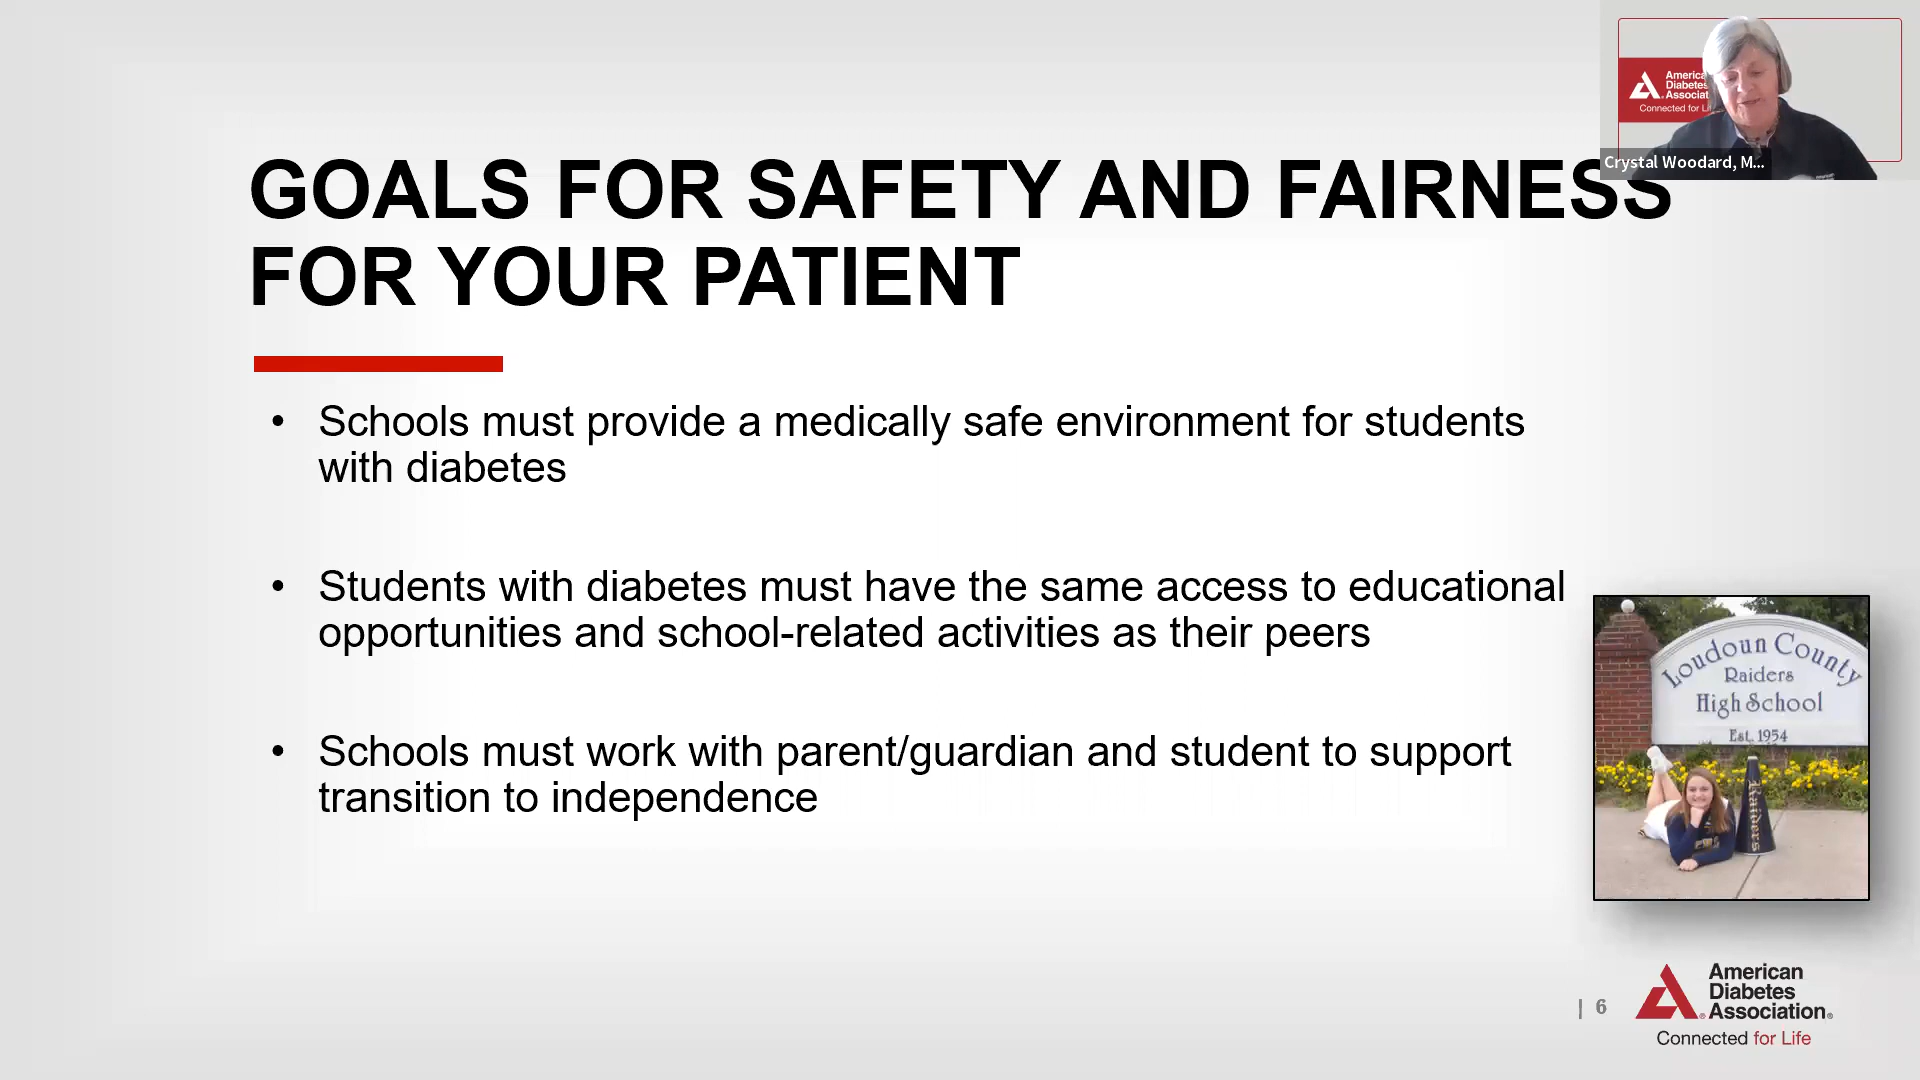 America
Diabetes
Associat
Connected for Li
Crystal Woodard, M...
GOALS FOR SAFETY AND FAIRNESS
FOR YOUR PATIENT
• Schools must provide a medically safe environment for students
with diabetes
• Students with diabetes must have the same access to educational
opportunities and school-related activities as their peers
• Schools must work with parent/guardian and student to support
transition to independence
Loudoun County
Raiders
High School
Est. 1954
Raiders
| 6
American
Diabetes
Association®
Connected for Life